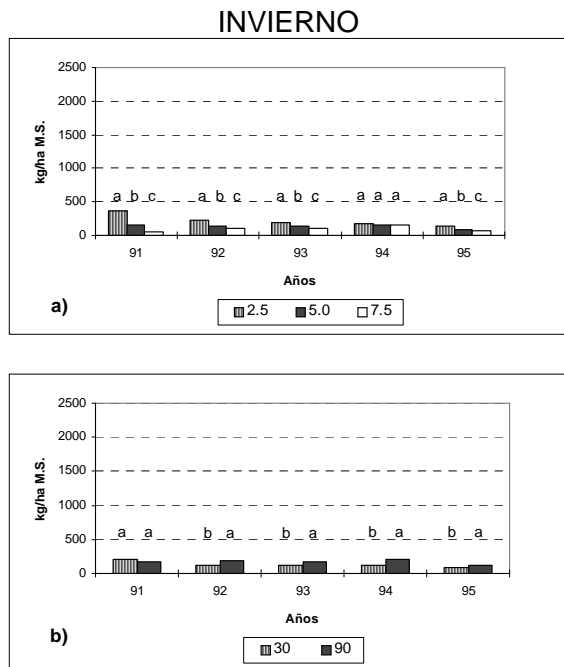 INVIERNO
2500
2000
1500
1000
500
0
kg/ha M.S.
a b c a b c a b c a a a a b c
91 92 93 94 95
Años
a)
2.5 5.0 7.5
2500
2000
1500
1000
500
0
kg/ha M.S.
a a b a b a b a b a
91 92 93 94 95
Años
b)
30 90